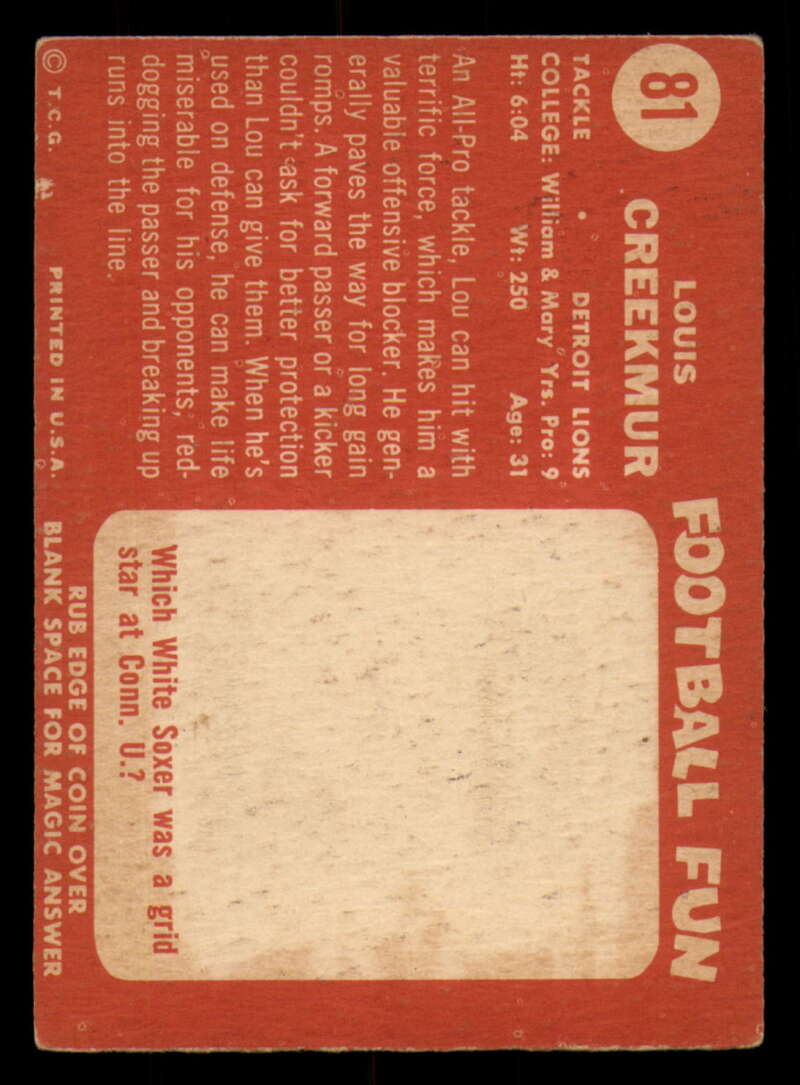 81
LOUIS
CREEKMUR
TACKLE • DETROIT LIONS
COLLEGE: William & Mary Yrs. Pro: 9
Ht: 6:04 Wt: 250 Age: 31
An All-Pro tackle, Lou can hit with
terrific force, which makes him a
valuable offensive blocker. He gen-
erally paves the way for long gain
romps. A forward passer or a kicker
couldn't ask for better protection
than Lou can give them. When he's
used on defense, he can make life
miserable for his opponents, red-
dogging the passer and breaking up
runs into the line.
© T.C.G. PRINTED IN U.S.A.
FOOTBALL FUN
Which White Soxer was a grid
star at Conn. U.?
RUB EDGE OF COIN OVER
BLANK SPACE FOR MAGIC ANSWER